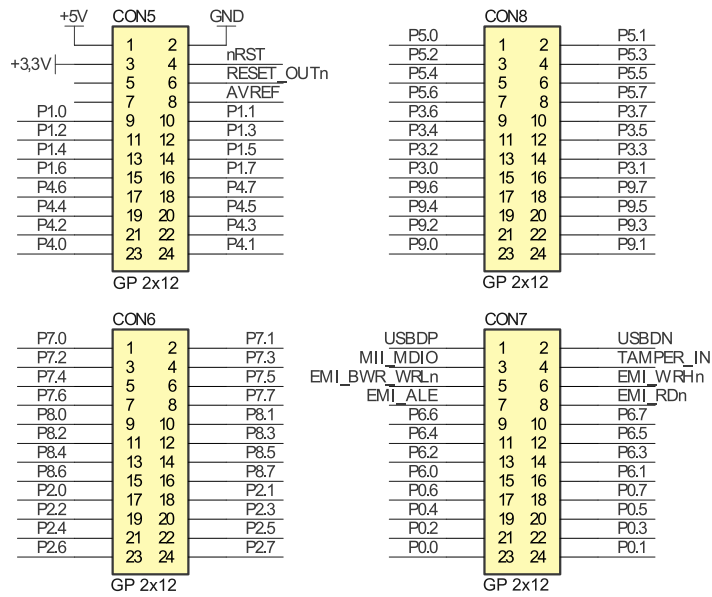 CON5
+5V GND
1 2
+3,3V 3 4 nRST
5 6 RESET_OUTn
7 8 AVREF
P1.0 9 10 P1.1
P1.2 11 12 P1.3
P1.4 13 14 P1.5
P1.6 15 16 P1.7
P4.6 17 18 P4.7
P4.4 19 20 P4.5
P4.2 21 22 P4.3
P4.0 23 24 P4.1
GP 2x12
CON8
P5.0 1 2 P5.1
P5.2 3 4 P5.3
P5.4 5 6 P5.5
P5.6 7 8 P5.7
P3.6 9 10 P3.7
P3.4 11 12 P3.5
P3.2 13 14 P3.3
P3.0 15 16 P3.1
P9.6 17 18 P9.7
P9.4 19 20 P9.5
P9.2 21 22 P9.3
P9.0 23 24 P9.1
GP 2x12
CON6
P7.0 1 2 P7.1
P7.2 3 4 P7.3
P7.4 5 6 P7.5
P7.6 7 8 P7.7
P8.0 9 10 P8.1
P8.2 11 12 P8.3
P8.4 13 14 P8.5
P8.6 15 16 P8.7
P2.0 17 18 P2.1
P2.2 19 20 P2.3
P2.4 21 22 P2.5
P2.6 23 24 P2.7
GP 2x12
CON7
USBDP 1 2 USBDN
MII_MDIO 3 4 TAMPER_IN
EMI_BWR_WRLn 5 6 EMI_WRHn
EMI_ALE 7 8 EMI_RDn
P6.6 9 10 P6.7
P6.4 11 12 P6.5
P6.2 13 14 P6.3
P6.0 15 16 P6.1
P0.6 17 18 P0.7
P0.4 19 20 P0.5
P0.2 21 22 P0.3
P0.0 23 24 P0.1
GP 2x12